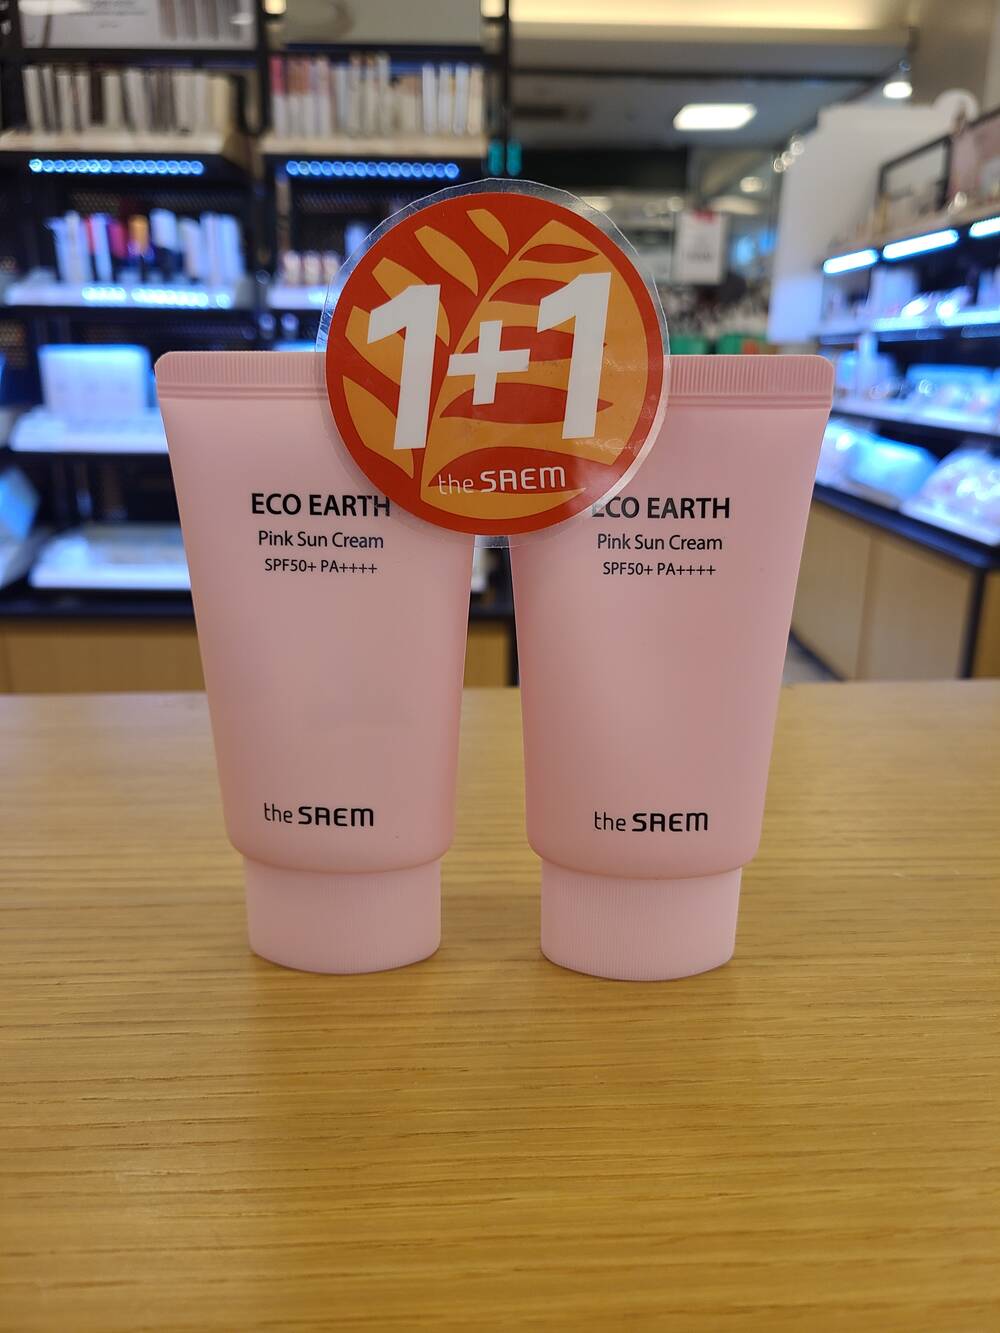 1+1
the SAEM
ECO EARTH
Pink Sun Cream
SPF50+ PA++++
the SAEM
ECO EARTH
Pink Sun Cream
SPF50+ PA++++
the SAEM